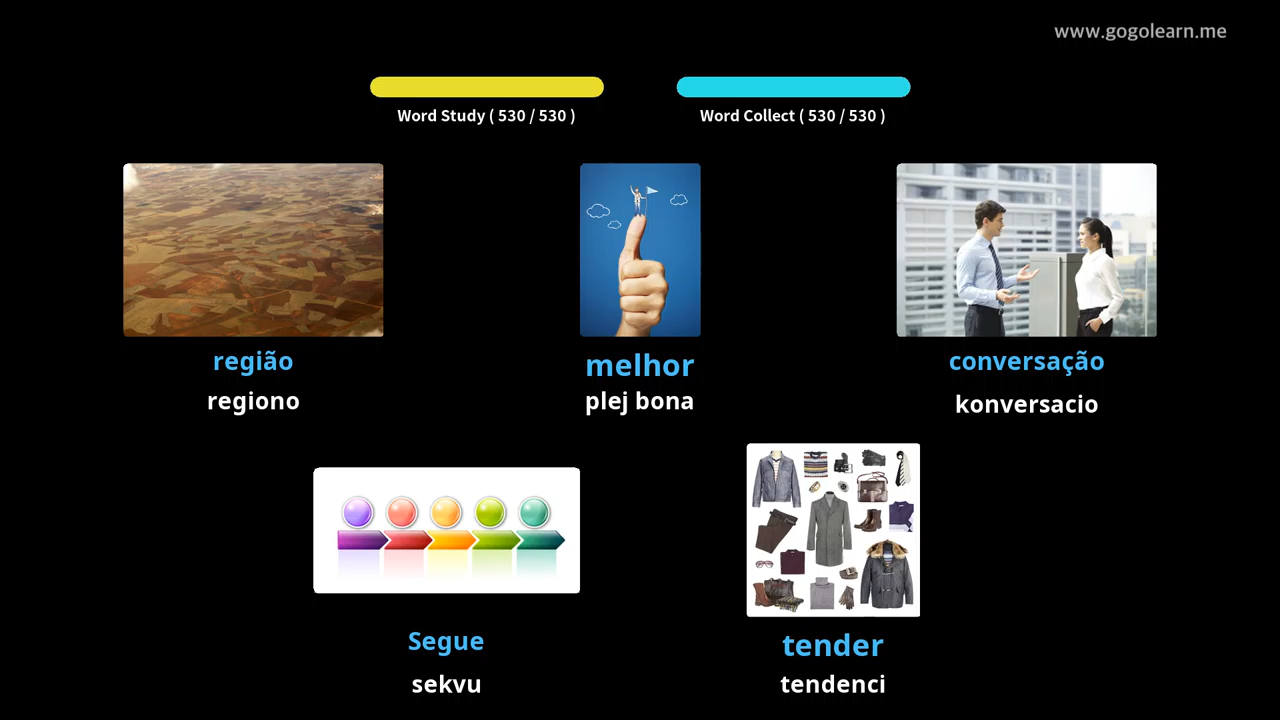 www.gogolearn.me
Word Study ( 530 / 530 )
Word Collect ( 530 / 530 )
região
regiono
melhor
plej bona
conversação
konversacio
Segue
sekvu
tender
tendenci